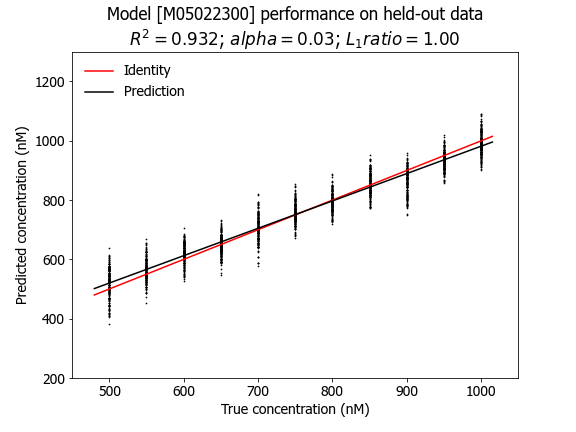 Model [M05022300] performance on held-out data
R² = 0.932; alpha = 0.03; L₁ratio = 1.00
Identity
Prediction
Predicted concentration (nM)
1200
1000
800
600
400
200
500
600
700
800
900
1000
True concentration (nM)